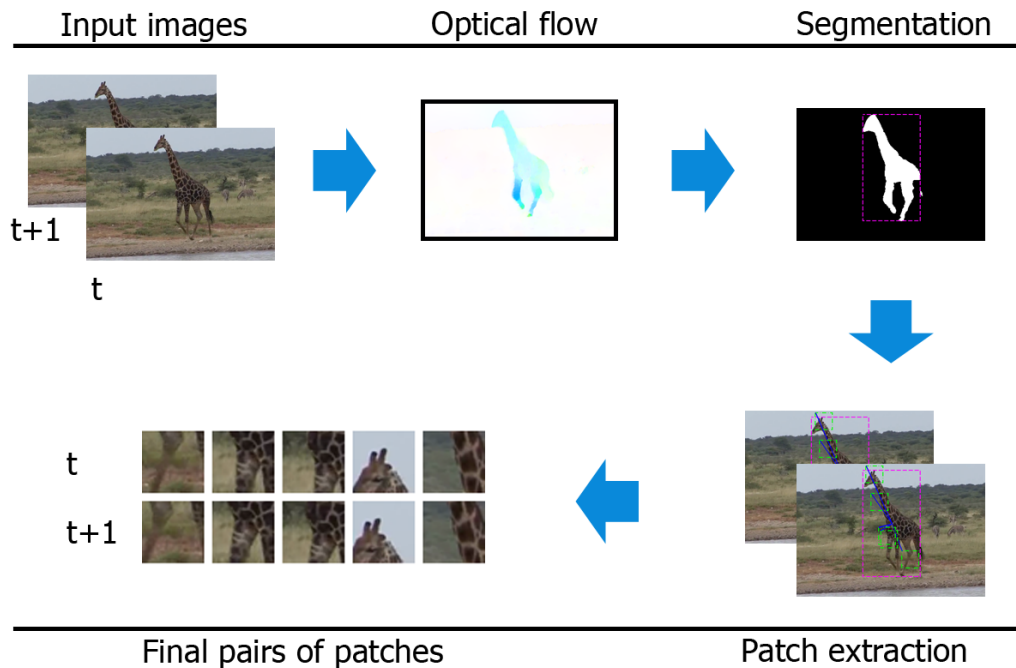 Input images
Optical flow
Segmentation
t+1
t
t
t+1
Final pairs of patches
Patch extraction